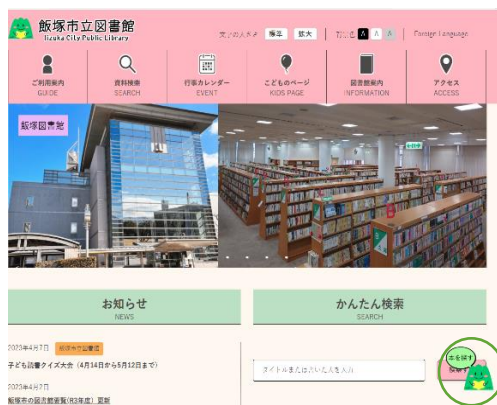 飯塚市立図書館
Iizuka City Public Library
文字の大きさ 標準 拡大 背景色 A A A Foreign Language
ご利用案内 資料検索 行事カレンダー こどものページ 図書館案内 アクセス
GUIDE SEARCH EVENT KIDS PAGE INFORMATION ACCESS
飯塚図書館
お知らせ
NEWS
かんたん検索
SEARCH
2023年4月7日 飯塚市立図書館
子ども読書クイズ大会(4月14日から5月12日まで)
2023年4月2日
飯塚市の図書館要覧(R3年度)更新
タイトルまたは書いた人を入力
本を探す